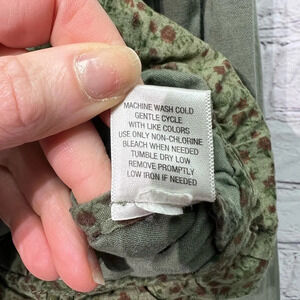 MACHINE WASH COLD
GENTLE CYCLE
WITH LIKE COLORS
USE ONLY NON-CHLORINE
BLEACH WHEN NEEDED
TUMBLE DRY LOW
REMOVE PROMPTLY
LOW IRON IF NEEDED